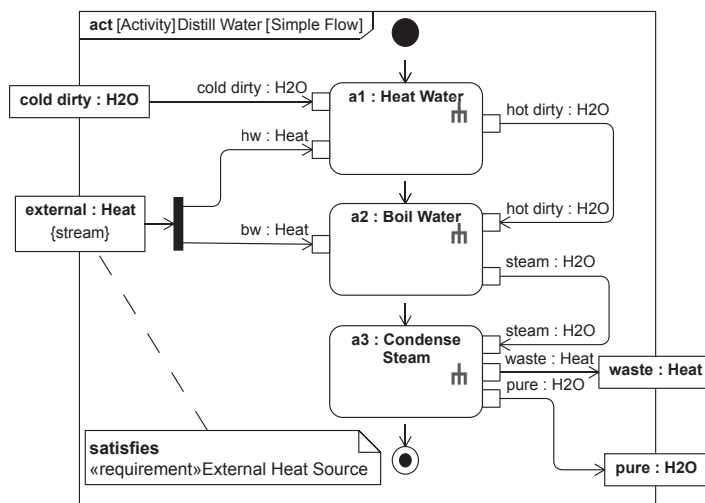 act [Activity]Distill Water [Simple Flow]
cold dirty : H2O
cold dirty : H2O
a1 : Heat Water
hot dirty : H2O
hw : Heat
external : Heat
{stream}
a2 : Boil Water
hot dirty : H2O
bw : Heat
steam : H2O
a3 : Condense
Steam
steam : H2O
waste : Heat
waste : Heat
pure : H2O
satisfies
«requirement»External Heat Source
pure : H2O